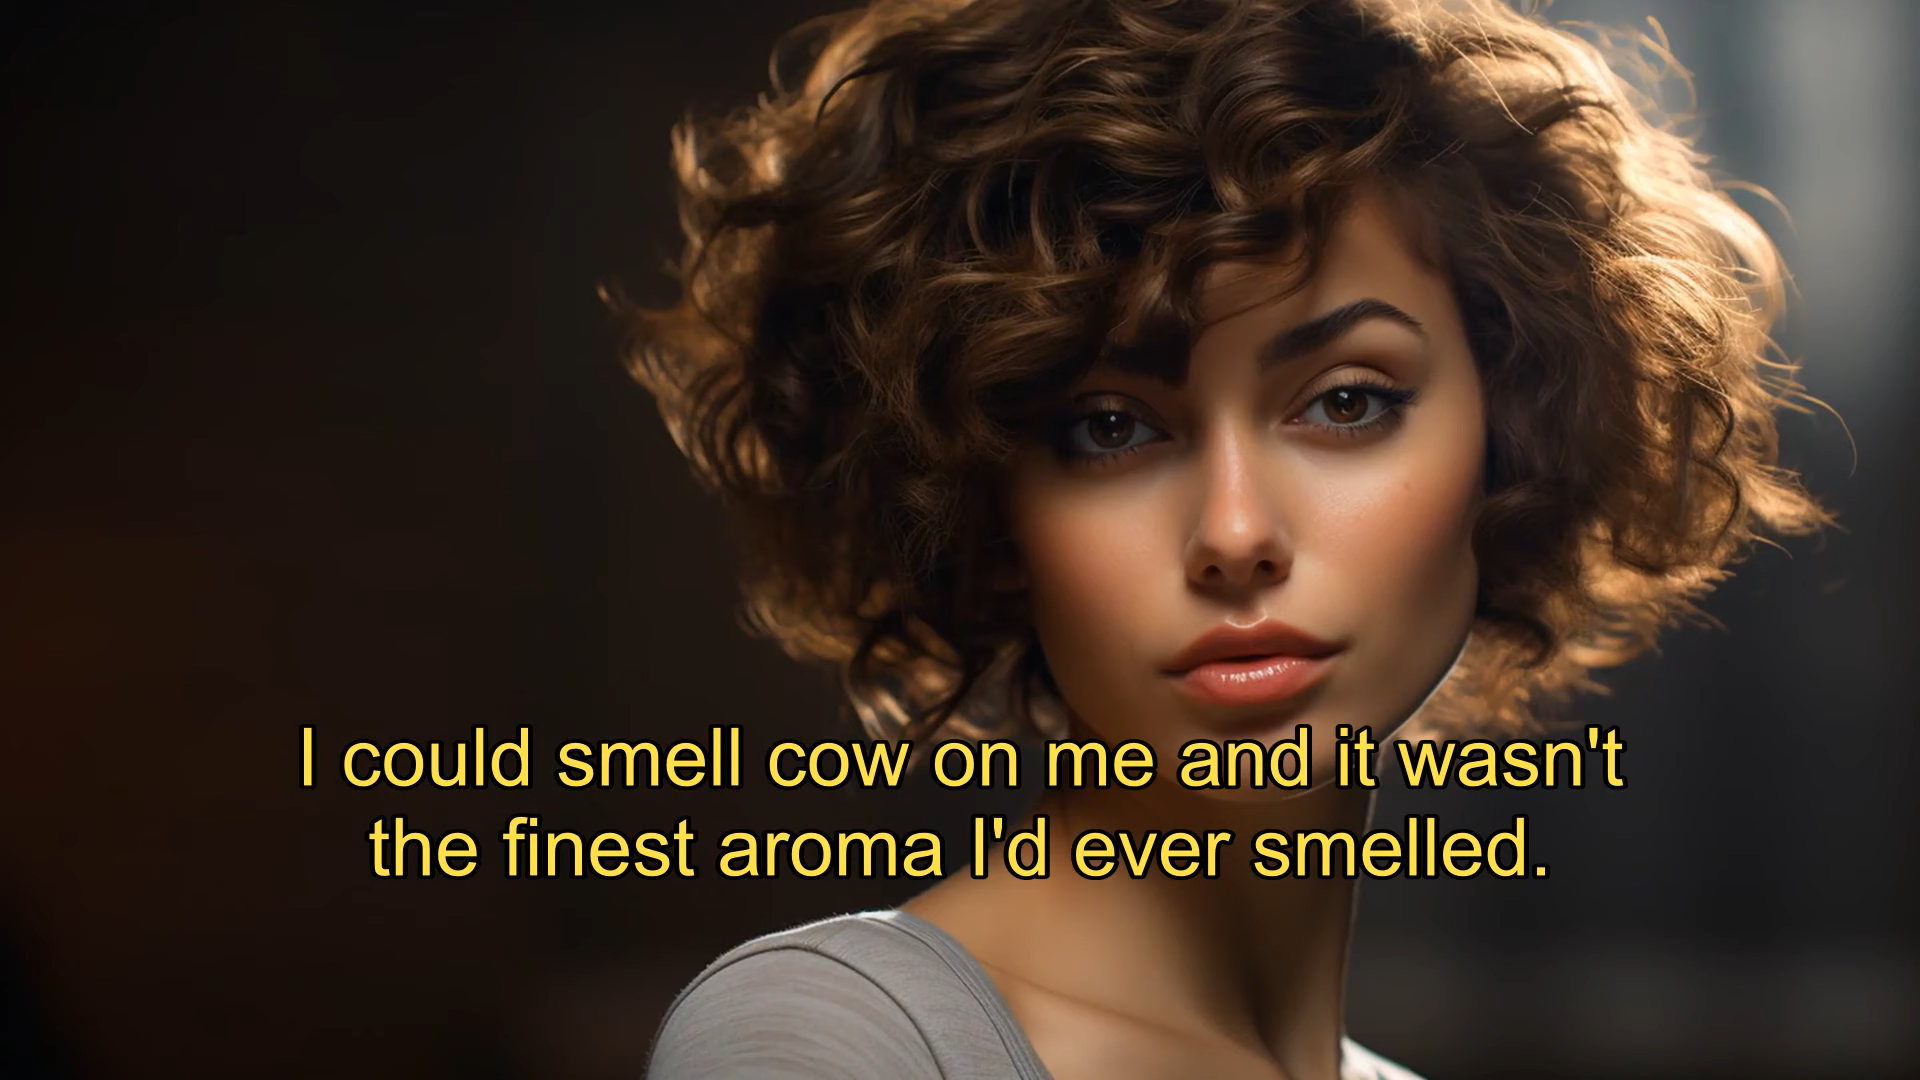 I could smell cow on me and it wasn't
the finest aroma I'd ever smelled.